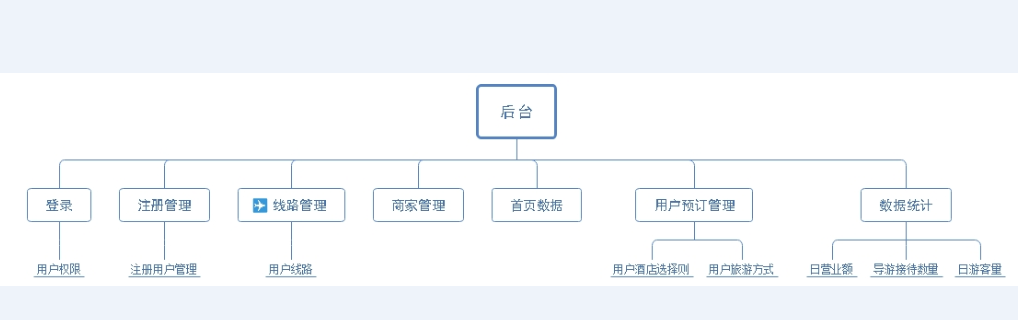 后台
登录
注册管理
线路管理
商家管理
首页数据
用户预订管理
数据统计
用户权限
注册用户管理
用户线路
用户酒店选择则
用户旅游方式
日营业额
导游接待数量
日游客量